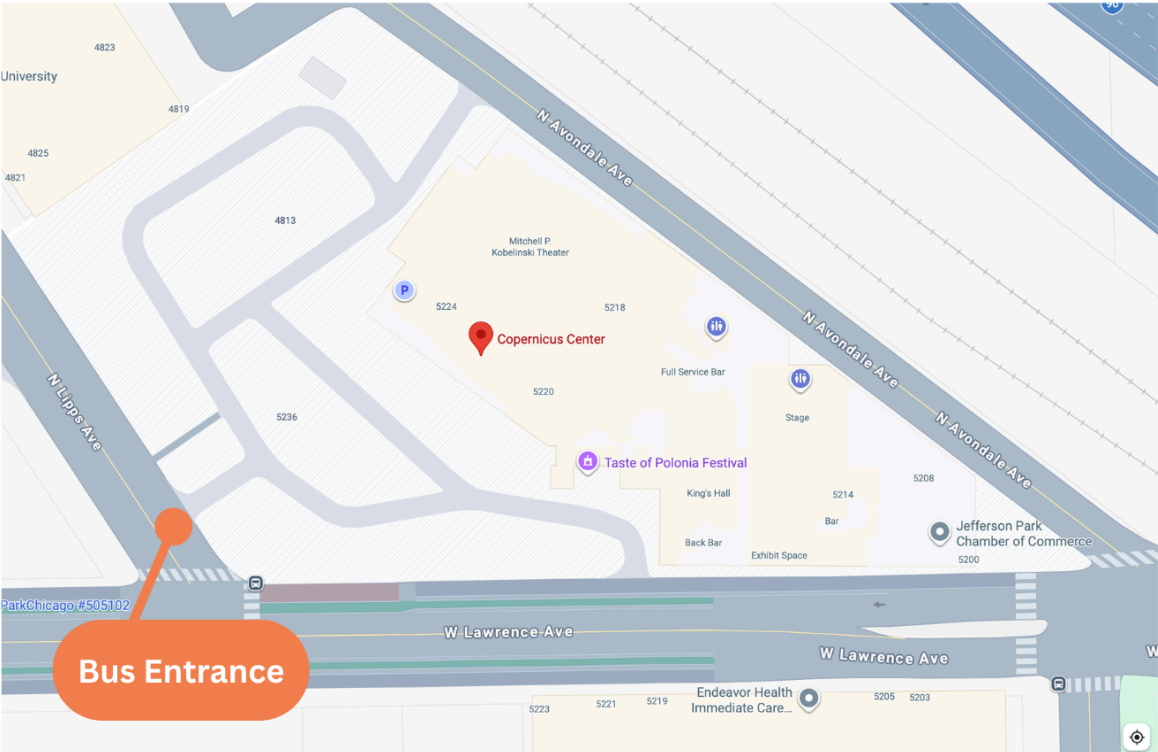 90
4823
University
4819
N Avondale Ave
4825
4821
4813
Mitchell P.
Kobelinski Theater
P
5224
5218
Copernicus Center
N Avondale Ave
Full Service Bar
5220
N Lipps Ave
5236
Stage
N Avondale Ave
Taste of Polonia Festival
5208
King's Hall
5214
Bar
Jefferson Park
Chamber of Commerce
Back Bar
Exhibit Space
5200
ParkChicago #505102
W Lawrence Ave
W Lawrence Ave
W
Bus Entrance
Endeavor Health
Immediate Care...
5223
5221
5219
5205
5203